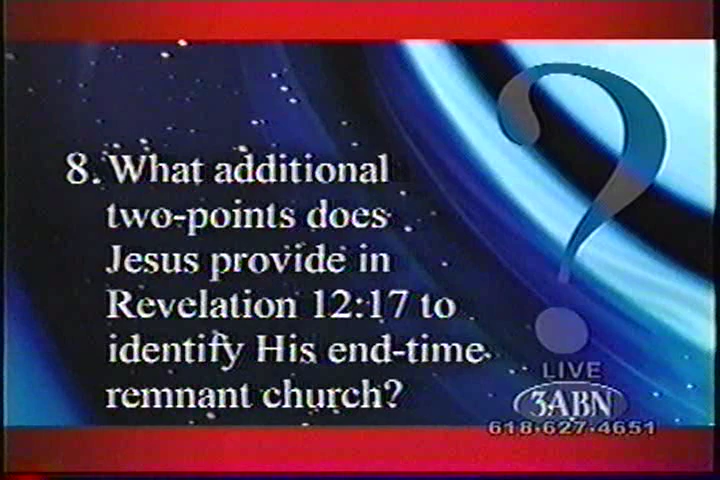 8. What additional
two-points does
Jesus provide in
Revelation 12:17 to
identify His end-time
remnant church?
LIVE
3ABN
618-627-4651